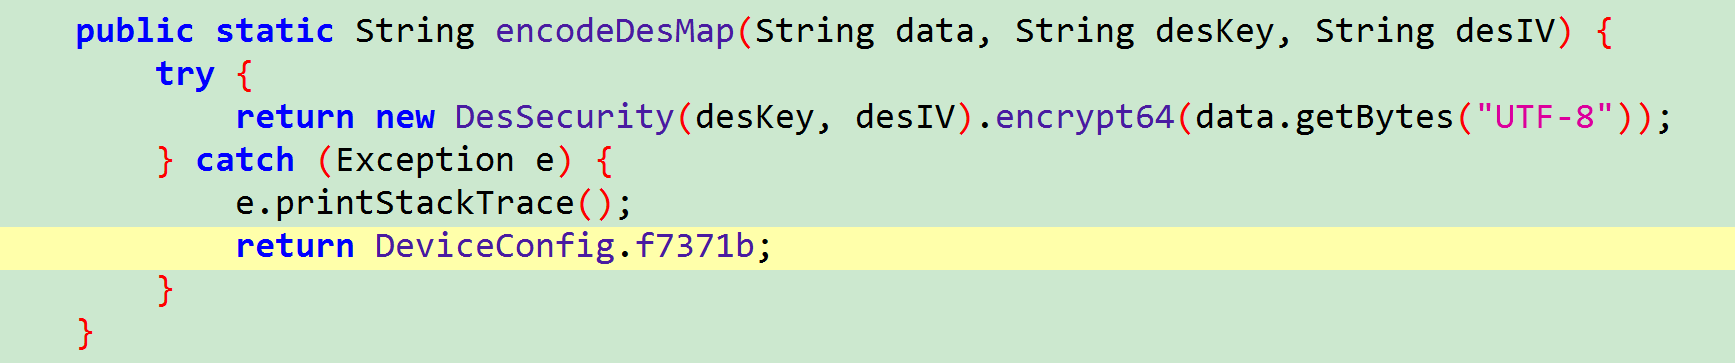 public static String encodeDesMap(String data, String desKey, String desIV) {
    try {
        return new DesSecurity(desKey, desIV).encrypt64(data.getBytes("UTF-8"));
    } catch (Exception e) {
        e.printStackTrace();
        return DeviceConfig.f7371b;
    }
}